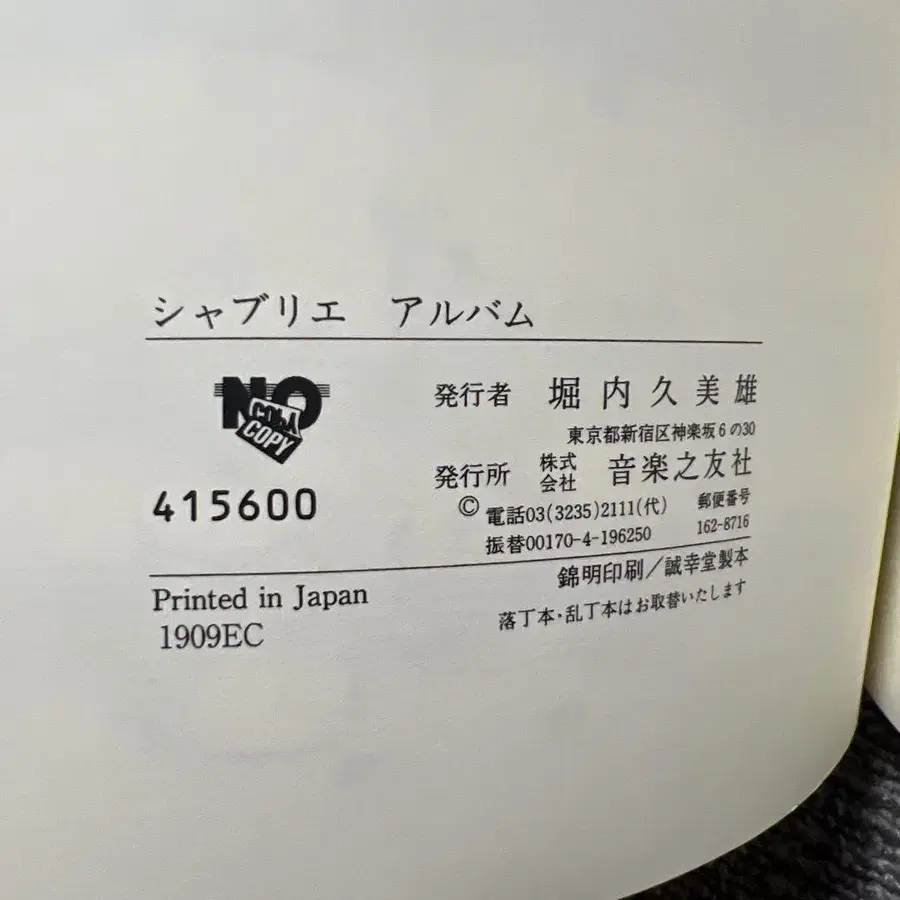 シャブリエ アルバム
NO
COPY
COPY
415600
発行者 堀内久美雄
東京都新宿区神楽坂6の30
発行所 株式会社 音楽之友社
© 電話03(3235)2111(代) 郵便番号
振替00170-4-196250 162-8716
錦明印刷/誠幸堂製本
Printed in Japan
1909EC
落丁本・乱丁本はお取替いたします